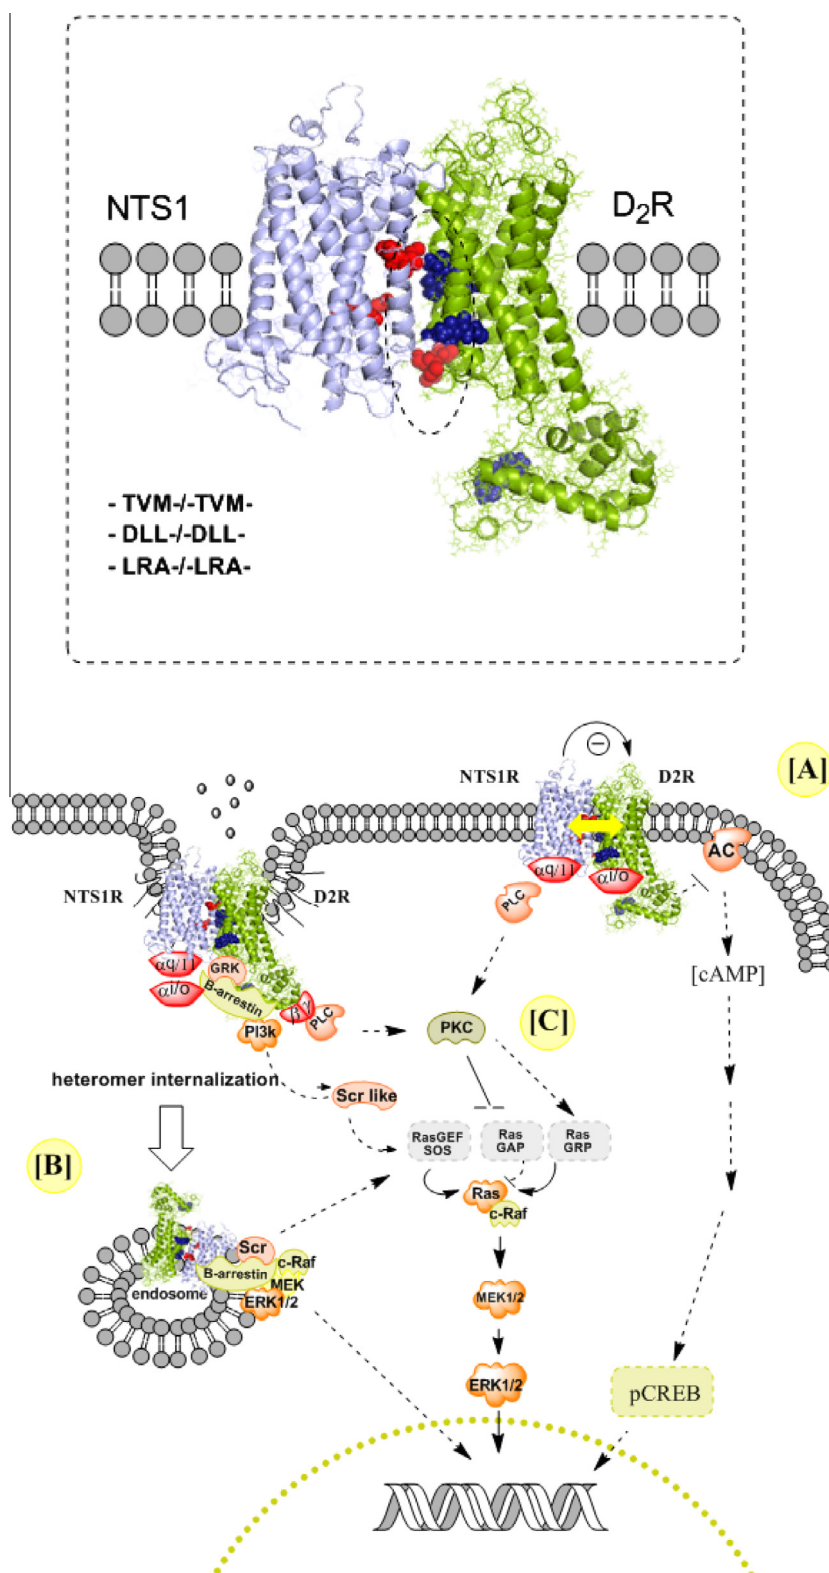 NTS1
D₂R
- TVM-/-TVM-
- DLL-/-DLL-
- LRA-/-LRA-
[A]
NTS1R
D2R
−
AC
αq/11
αi/o
PLC
NTS1R
D2R
[cAMP]
αq/11
GRK
αi/o
B-arrestin
β γ
PLC
PI3k
PKC
[C]
heteromer internalization
Scr like
RasGEF
SOS
Ras
GAP
Ras
GRP
[B]
Ras
c-Raf
Scr
c-Raf
B-arrestin
MEK
endosome
ERK1/2
MEK1/2
ERK1/2
pCREB